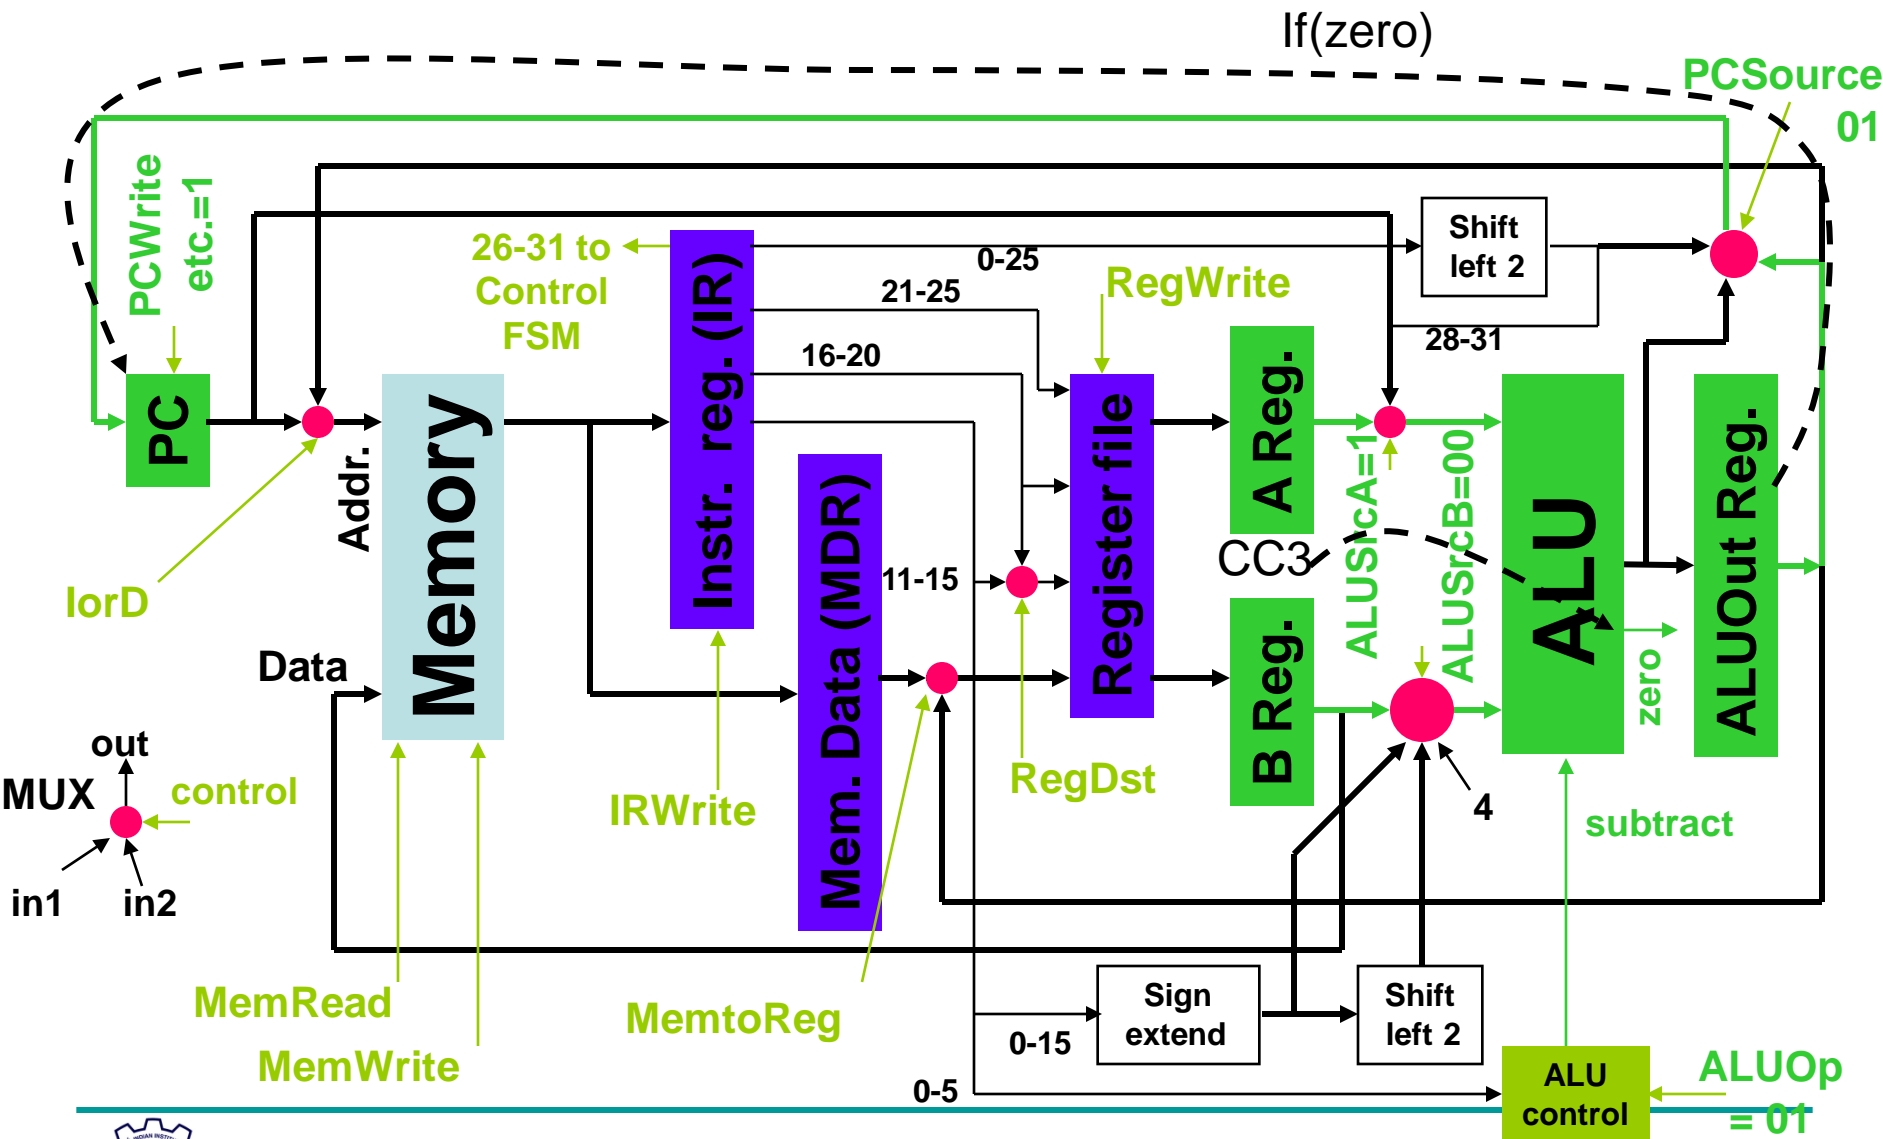 If(zero)
PCSource
01
PCWrite
etc.=1
26-31 to
Control
FSM
0-25
Shift
left 2
21-25
RegWrite
28-31
16-20
PC
Addr.
Memory
Instr. reg. (IR)
Mem. Data (MDR)
11-15
Register file
A Reg.
CC3
B Reg.
ALUSrcA=1
ALUSrcB=00
ALU
zero
ALUOut Reg.
IorD
Data
out
MUX
control
in1
in2
IRWrite
RegDst
4
subtract
MemRead
MemWrite
MemtoReg
0-15
Sign
extend
Shift
left 2
0-5
ALU
control
ALUOp
= 01
INDIAN INSTIT